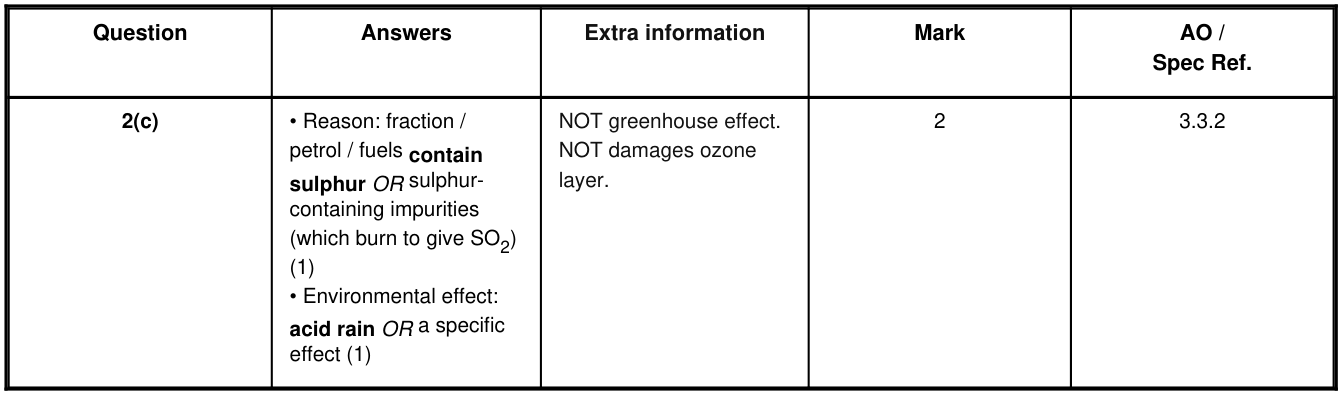 Question Answers Extra information Mark AO /
Spec Ref.
2(c)
• Reason: fraction /
petrol / fuels contain
sulphur OR sulphur-
containing impurities
(which burn to give SO2)
(1)
• Environmental effect:
acid rain OR a specific
effect (1)
NOT greenhouse effect.
NOT damages ozone
layer.
2
3.3.2